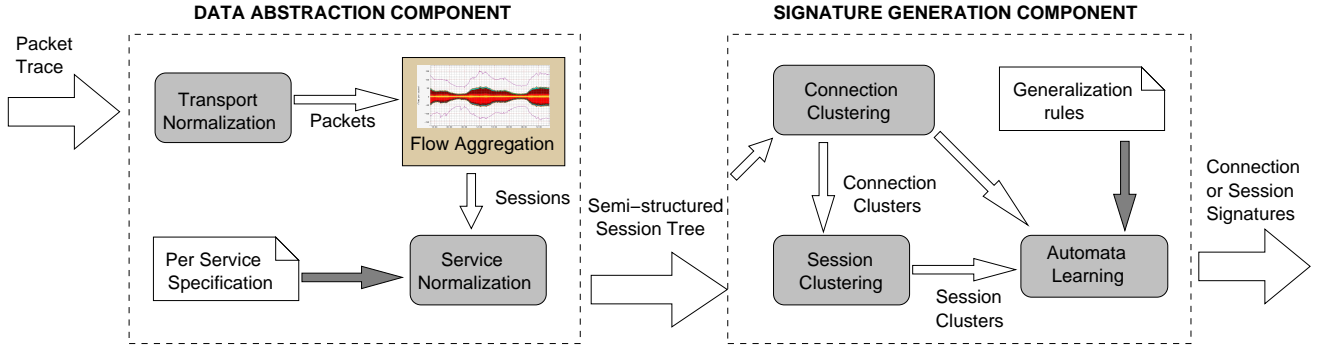 DATA ABSTRACTION COMPONENT
SIGNATURE GENERATION COMPONENT
Packet
Trace
Transport
Normalization
Packets
Flow Aggregation
Sessions
Per Service
Specification
Service
Normalization
Semi−structured
Session Tree
Connection
Clustering
Generalization
rules
Connection
Clusters
Session
Clustering
Session
Clusters
Automata
Learning
Connection
or Session
Signatures